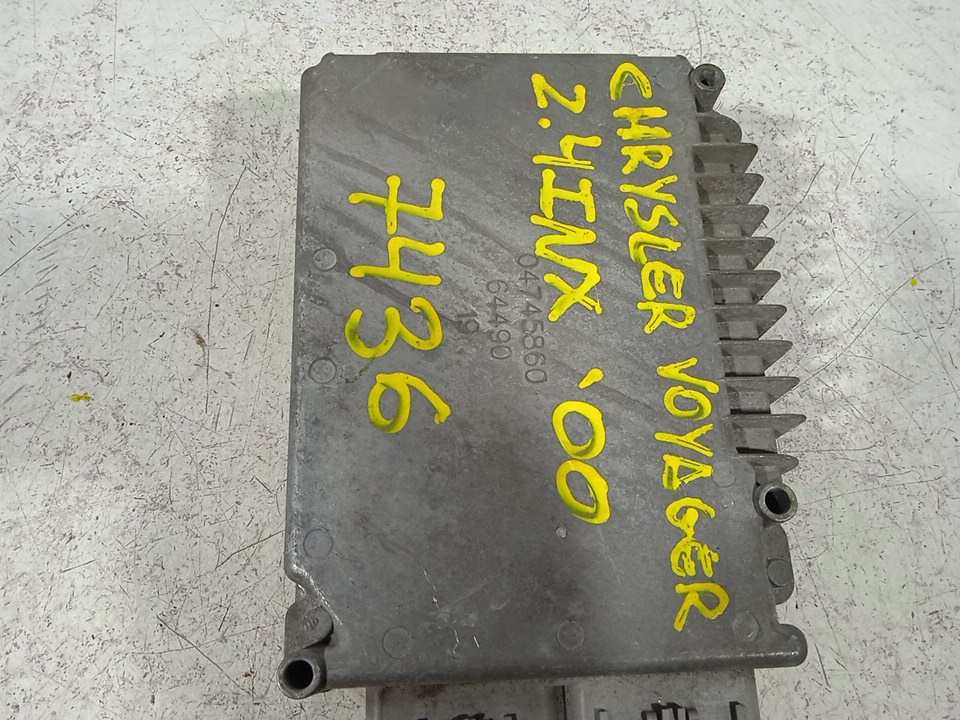 CHRYSLER VOYAGER
2.4INX '00
04745860
64490
19
7436